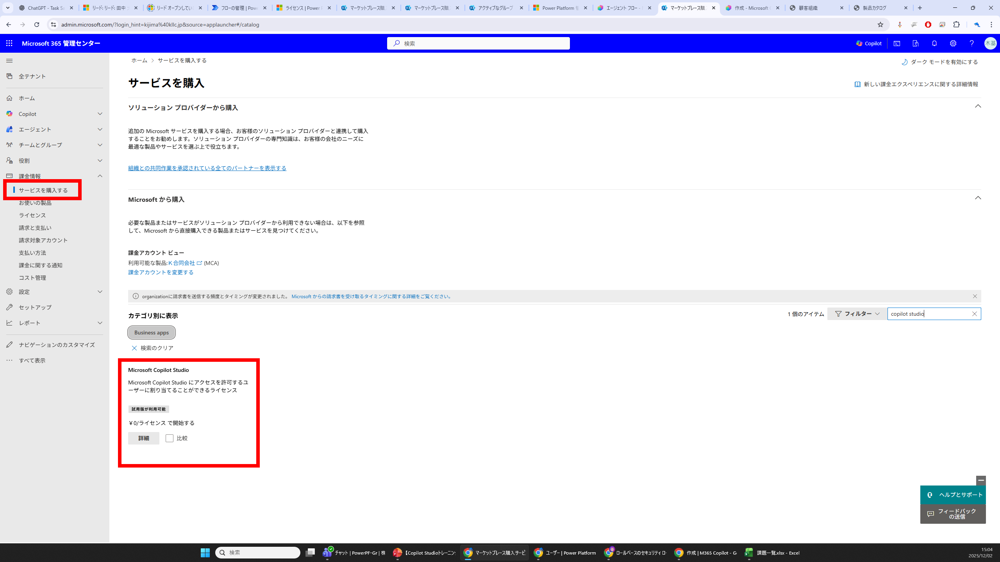 ChatGPT - Task Sa
リード: リード: 田中
リード オープンしている
フローの管理 | Pow
ライセンス | Power P
マーケットプレース購
マーケットプレース購
アクティブなグループ
Power Platform 管
エージェント フロー -
マーケットプレース購
作成 - Microsoft C
顧客組織
製品カタログ
admin.microsoft.com/?login_hint=kijima%40kllc.jp&source=applauncher#/catalog
Microsoft 365 管理センター
検索
Copilot
木基
ホーム > サービスを購入する
ダーク モードを有効にする
全テナント
ホーム
Copilot
エージェント
チームとグループ
役割
課金情報
サービスを購入する
お使いの製品
ライセンス
請求と支払い
請求対象アカウント
支払い方法
課金に関する通知
コスト管理
設定
セットアップ
レポート
ナビゲーションのカスタマイズ
すべて表示
サービスを購入
新しい課金エクスペリエンスに関する詳細情報
ソリューション プロバイダーから購入
追加の Microsoft サービスを購入する場合、お客様のソリューション プロバイダーと連携して購入
することをお勧めします。ソリューション プロバイダーの専門知識は、お客様の会社のニーズに
最適な製品やサービスを選ぶ上で役立ちます。
組織との共同作業を承認されている全てのパートナーを表示する
Microsoft から購入
必要な製品またはサービスがソリューション プロバイダーから利用できない場合は、以下を参照
して、Microsoft から直接購入できる製品またはサービスを見つけてください。
課金アカウント ビュー
利用可能な製品:K合同会社 (MCA)
課金アカウントを変更する
organizationに請求書を送信する頻度とタイミングが変更されました。 Microsoft からの請求書を受け取るタイミングに関する詳細をご覧ください。
カテゴリ別に表示
1 個のアイテム
フィルター
copilot studio
Business apps
検索のクリア
Microsoft Copilot Studio
Microsoft Copilot Studio にアクセスを許可するユ
ーザーに割り当てることができるライセンス
試用版が利用可能
¥0/ライセンス で開始する
詳細
比較
ヘルプとサポート
フィードバック
の送信
検索
チャット | PowerPF-Gr | 株
【Copilot Studioトレーニン
マーケットプレース購入サービ
ユーザー | Power Platform
ロールベースのセキュリティ ロ
作成 | M365 Copilot - G
課題一覧.xlsx - Excel
15:04
2025/12/02